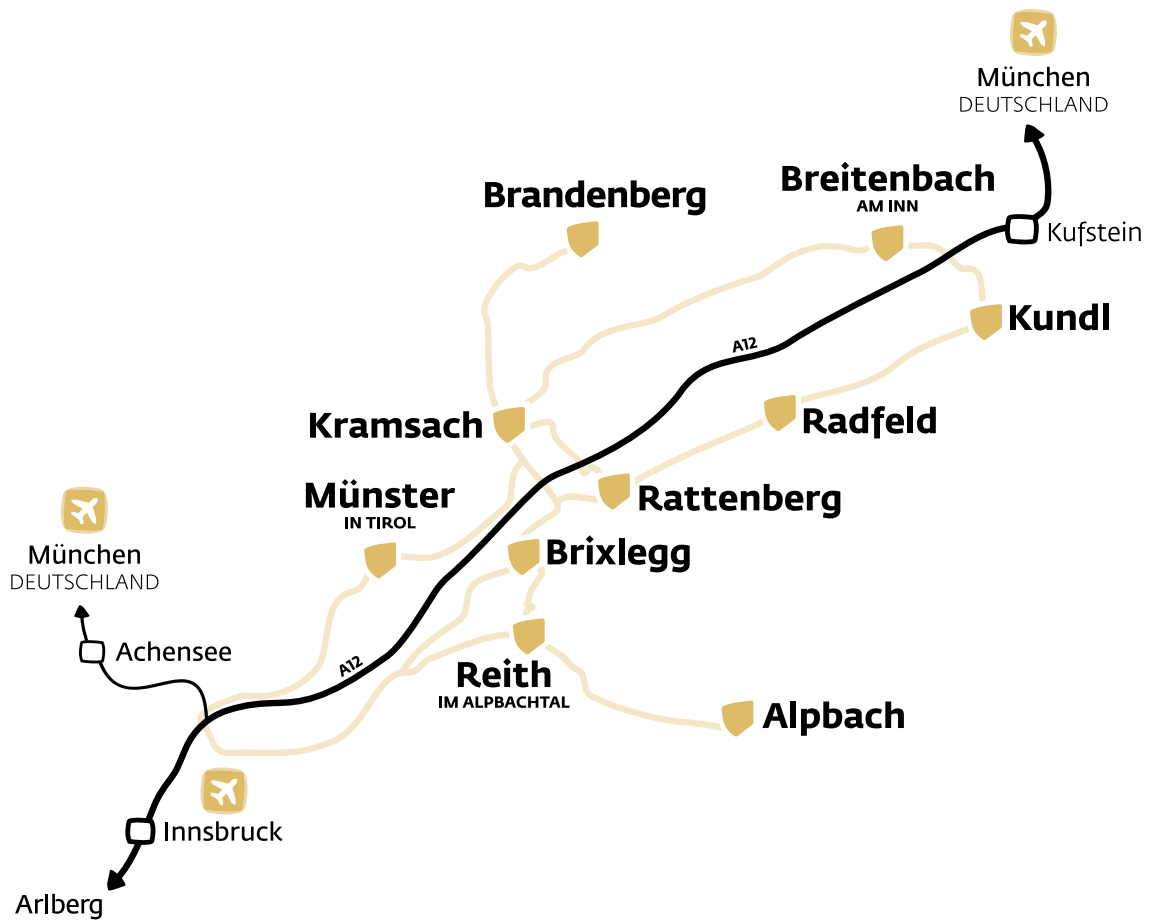 München
DEUTSCHLAND
Breitenbach
AM INN
Brandenberg
Kufstein
Kundl
A12
Radfeld
Kramsach
Münster
IN TIROL
Rattenberg
Brixlegg
München
DEUTSCHLAND
Achensee
A12
Reith
IM ALPBACHTAL
Alpbach
Innsbruck
Arlberg